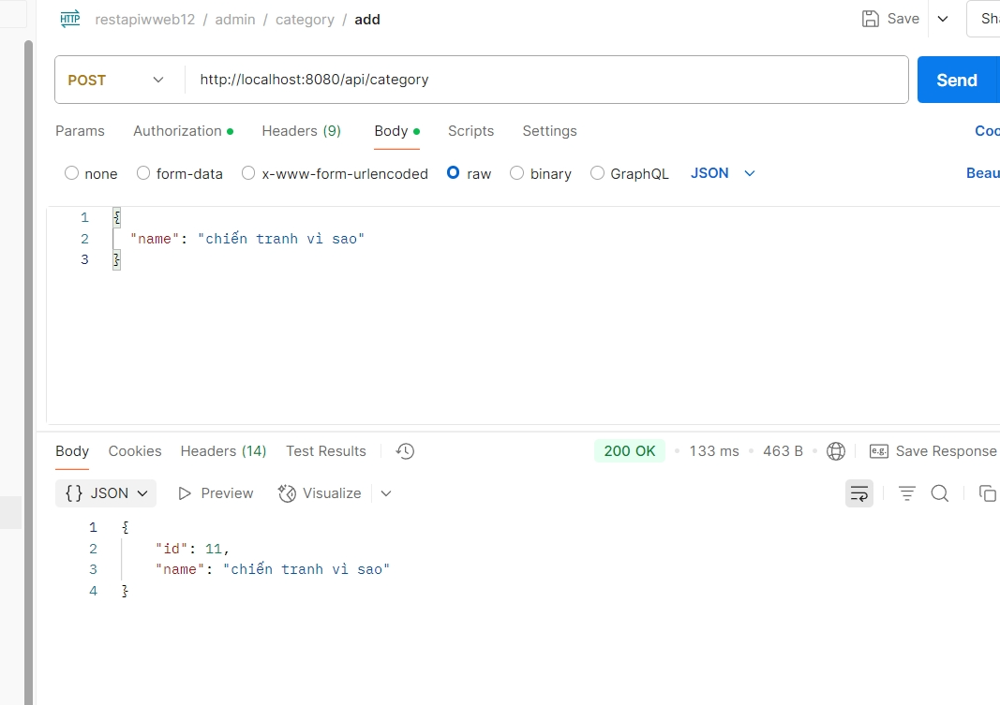 HTTP restapiwweb12 / admin / category / add Save Sha
POST http://localhost:8080/api/category Send
Params Authorization Headers (9) Body Scripts Settings Coo
none form-data x-www-form-urlencoded raw binary GraphQL JSON Beau
1 {
2 "name": "chiến tranh vì sao"
3 }
Body Cookies Headers (14) Test Results 200 OK • 133 ms • 463 B • e.g. Save Response
{} JSON Preview Visualize
1 {
2 "id": 11,
3 "name": "chiến tranh vì sao"
4 }